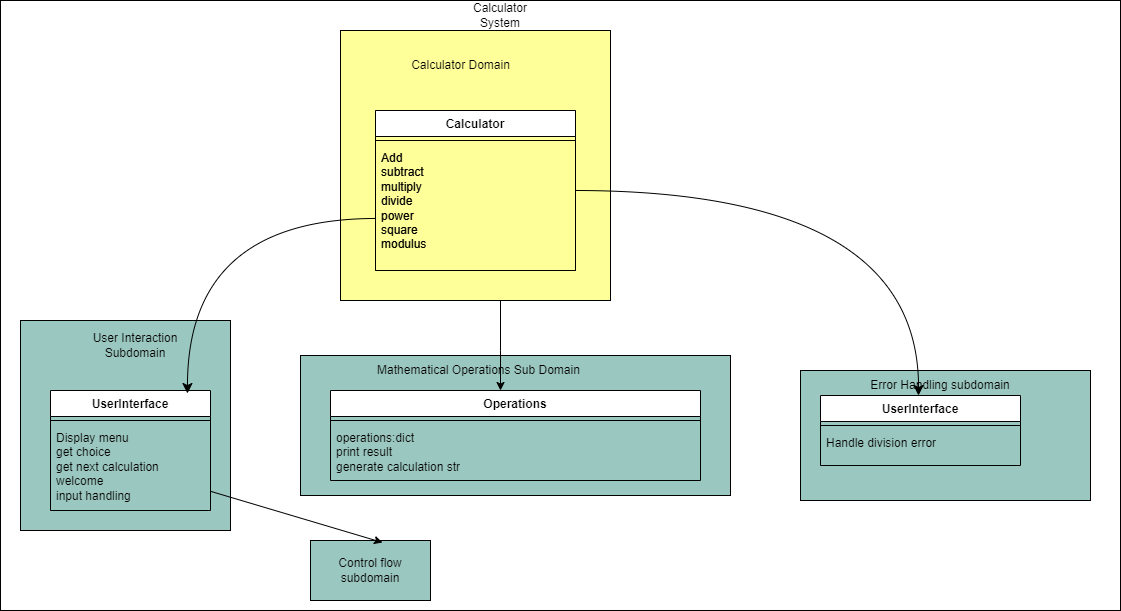 Calculator
System
Calculator Domain
Calculator
Add
subtract
multiply
divide
power
square
modulus
User Interaction
Subdomain
UserInterface
Display menu
get choice
get next calculation
welcome
input handling
Mathematical Operations Sub Domain
Operations
operations:dict
print result
generate calculation str
Error Handling subdomain
UserInterface
Handle division error
Control flow
subdomain